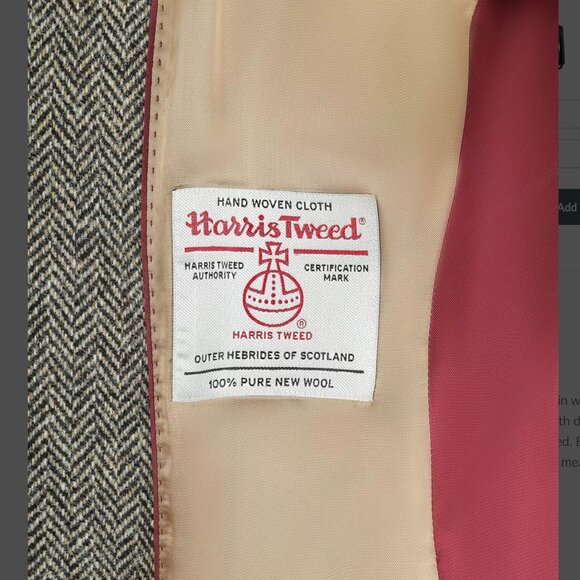 HAND WOVEN CLOTH
Harris Tweed®
HARRIS TWEED AUTHORITY
CERTIFICATION MARK
®
HARRIS TWEED
OUTER HEBRIDES OF SCOTLAND
100% PURE NEW WOOL
Add